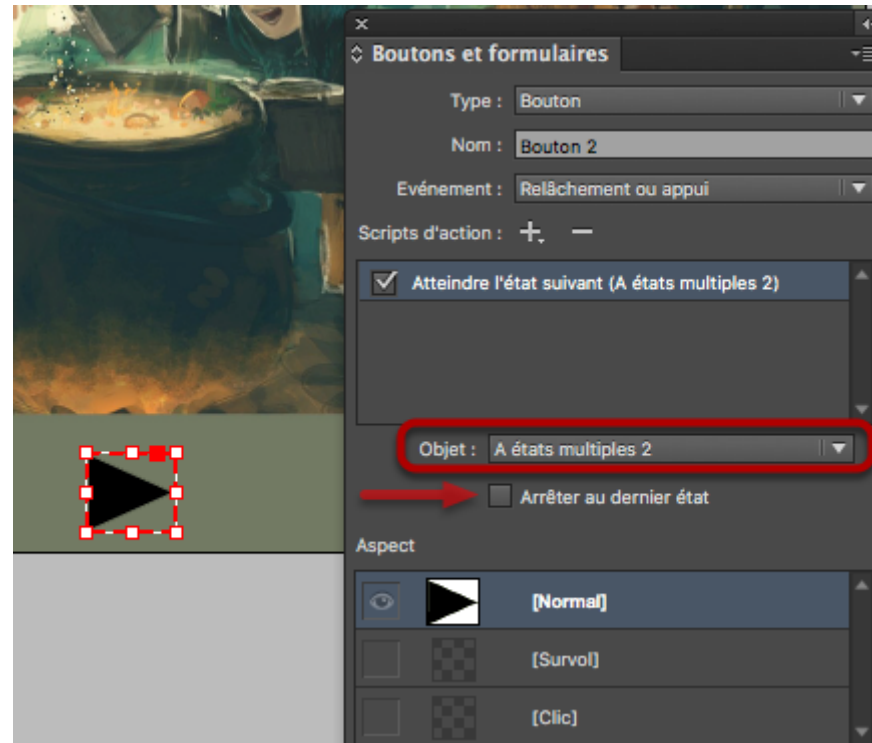 Boutons et formulaires
Type : Bouton
Nom : Bouton 2
Evénement : Relâchement ou appui
Scripts d'action :
Atteindre l'état suivant (A états multiples 2)
Objet : A états multiples 2
Arrêter au dernier état
Aspect
[Normal]
[Survol]
[Clic]